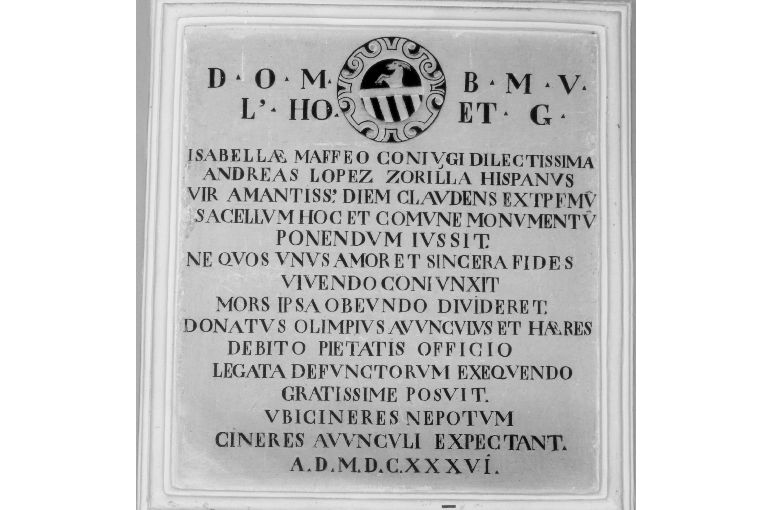 D · O · M · B · M · V ·
L' · HO · ET · G ·
ISABELLÆ MAFFEO CONIVGI DILECTISSIMA
ANDREAS LOPEZ ZORILLA HISPANVS
VIR AMANTISS.' DIEM CLAVDENS EXTPFMV̄
SACELLVM HOC ET COMVNE MONVMENTV̄
PONENDVM IVSSIT.
NE QVOS VNVS AMOR ET SINCERA FIDES
VIVENDO CONIVNXIT
MORS IPSA OBEVNDO DIVIDERET.
DONATVS OLIMPIVS AVVNCVLVS ET HÆRES
DEBITO PIETATIS OFFICIO
LEGATA DEFVNCTORVM EXEQVENDO
GRATISSIME POSVIT.
VBI CINERES NEPOTVM
CINERES AVVNCVLI EXPECTANT.
A.D.M.D.C.XXXVI.